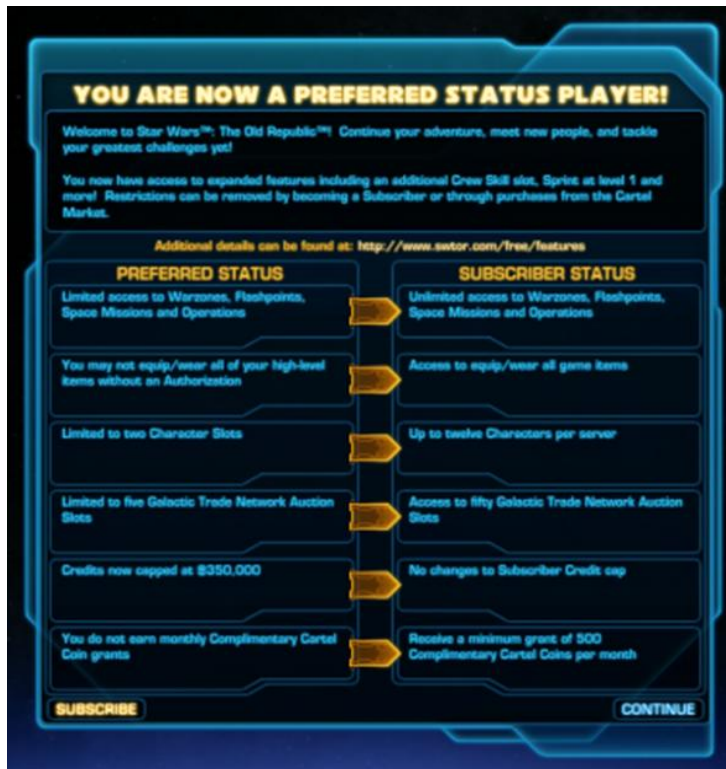 YOU ARE NOW A PREFERRED STATUS PLAYER!
Welcome to Star Wars™: The Old Republic™! Continue your adventure, meet new people, and tackle
your greatest challenges yet!
You now have access to expanded features including an additional Crew Skill slot, Sprint at level 1 and
more! Restrictions can be removed by becoming a Subscriber or through purchases from the Cartel
Market.
Additional details can be found at: http://www.swtor.com/free/features
PREFERRED STATUS
SUBSCRIBER STATUS
Limited access to Warzones, Flashpoints,
Space Missions and Operations
Unlimited access to Warzones, Flashpoints,
Space Missions and Operations
You may not equip/wear all of your high-level
items without an Authorization
Access to equip/wear all game items
Limited to two Character Slots
Up to twelve Characters per server
Limited to five Galactic Trade Network Auction
Slots
Access to fifty Galactic Trade Network Auction
Slots
Credits now capped at 350,000
No changes to Subscriber Credit cap
You do not earn monthly Complimentary Cartel
Coin grants
Receive a minimum grant of 500
Complimentary Cartel Coins per month
SUBSCRIBE
CONTINUE